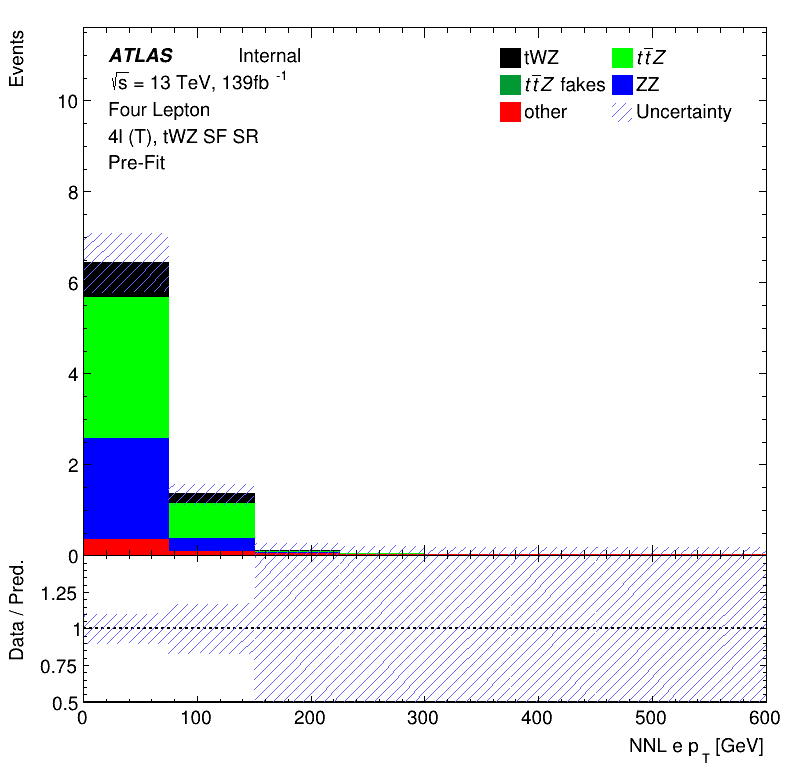 Events
ATLAS Internal
√s = 13 TeV, 139fb -1
Four Lepton
4l (T), tWZ SF SR
Pre-Fit
tWZ
tt̄Z
tt̄Z fakes
ZZ
other
Uncertainty
10
8
6
4
2
0
Data / Pred.
1.25
1
0.75
0.5
0 100 200 300 400 500 600
NNL e pT [GeV]